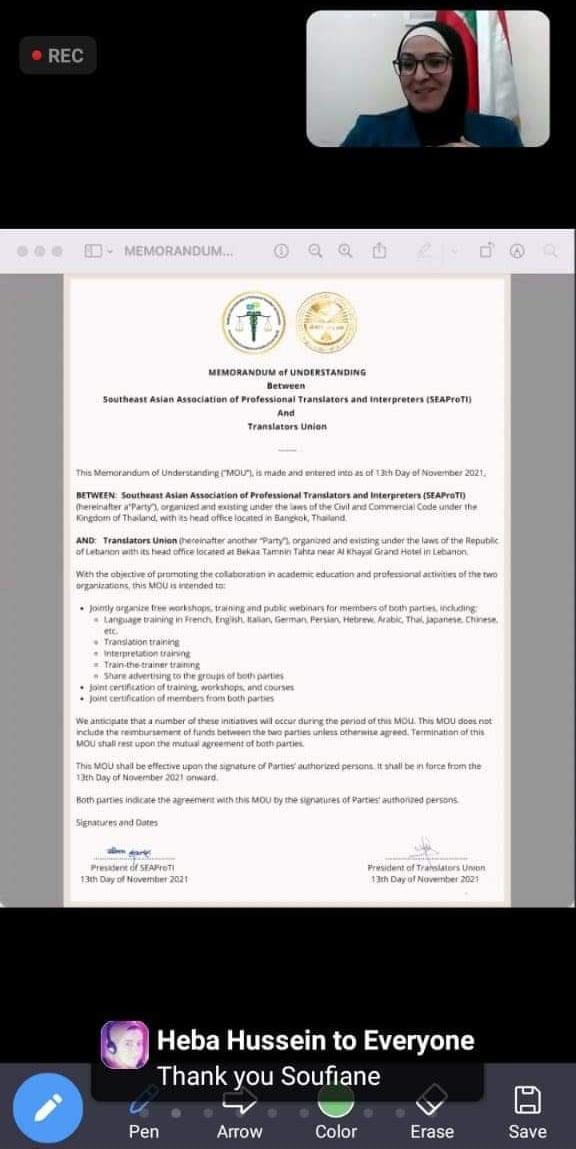 REC
MEMORANDUM...
MEMORANDUM of UNDERSTANDING
Between
Southeast Asian Association of Professional Translators and Interpreters (SEAProTI)
And
Translators Union
This Memorandum of Understanding ("MOU"), is made and entered into as of 13th Day of November 2021,
BETWEEN: Southeast Asian Association of Professional Translators and Interpreters (SEAProTI)
(hereinafter a"Party"), organized and existing under the laws of the Civil and Commercial Code under the
Kingdom of Thailand, with its head office located in Bangkok, Thailand.
AND: Translators Union (hereinafter another "Party"), organized and existing under the laws of the Republic
of Lebanon with its head office located at Bekaa Tamnin Tahta near Al Khayal Grand Hotel in Lebanon.
With the objective of promoting the collaboration in academic education and professional activities of the two
organizations, this MOU is intended to:
• Jointly organize free workshops, training and public webinars for members of both parties, including:
Language training in French, English, Italian, German, Persian, Hebrew, Arabic, Thai, Japanese, Chinese,
etc.
Translation training
Interpretation training
Train-the-trainer training
Share advertising to the groups of both parties
• Joint certification of training, workshops, and courses
• Joint certification of members from both parties
We anticipate that a number of these initiatives will occur during the period of this MOU. This MOU does not
include the reimbursement of funds between the two parties unless otherwise agreed. Termination of this
MOU shall rest upon the mutual agreement of both parties.
This MOU shall be effective upon the signature of Parties' authorized persons. It shall be in force from the
13th Day of November 2021 onward.
Both parties indicate the agreement with this MOU by the signatures of Parties' authorized persons.
Signatures and Dates
President of SEAProTI
13th Day of November 2021
President of Translators Union
13th Day of November 2021
Heba Hussein to Everyone
Thank you Soufiane
Pen
Arrow
Color
Erase
Save